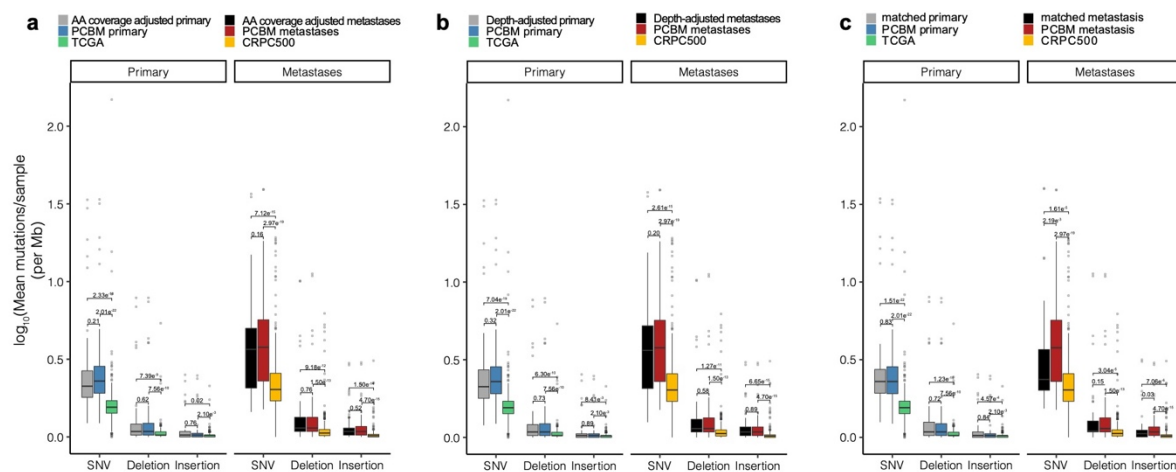 a
AA coverage adjusted primary
PCBM primary
TCGA
AA coverage adjusted metastases
PCBM metastases
CRPC500
Primary
Metastases
log10(Mean mutations/sample
(per Mb)
2.0
1.5
1.0
0.5
0.0
0.21
0.62
0.76
0.16
0.76
0.52
SNV
Deletion
Insertion
SNV
Deletion
Insertion
b
Depth-adjusted primary
PCBM primary
TCGA
Depth-adjusted metastases
PCBM metastases
CRPC500
Primary
Metastases
2.0
1.5
1.0
0.5
0.0
0.32
0.73
0.89
0.20
0.58
0.89
SNV
Deletion
Insertion
SNV
Deletion
Insertion
c
matched primary
PCBM primary
TCGA
matched metastasis
PCBM metastasis
CRPC500
Primary
Metastases
2.0
1.5
1.0
0.5
0.0
0.83
0.72
0.84
0.15
0.03
SNV
Deletion
Insertion
SNV
Deletion
Insertion